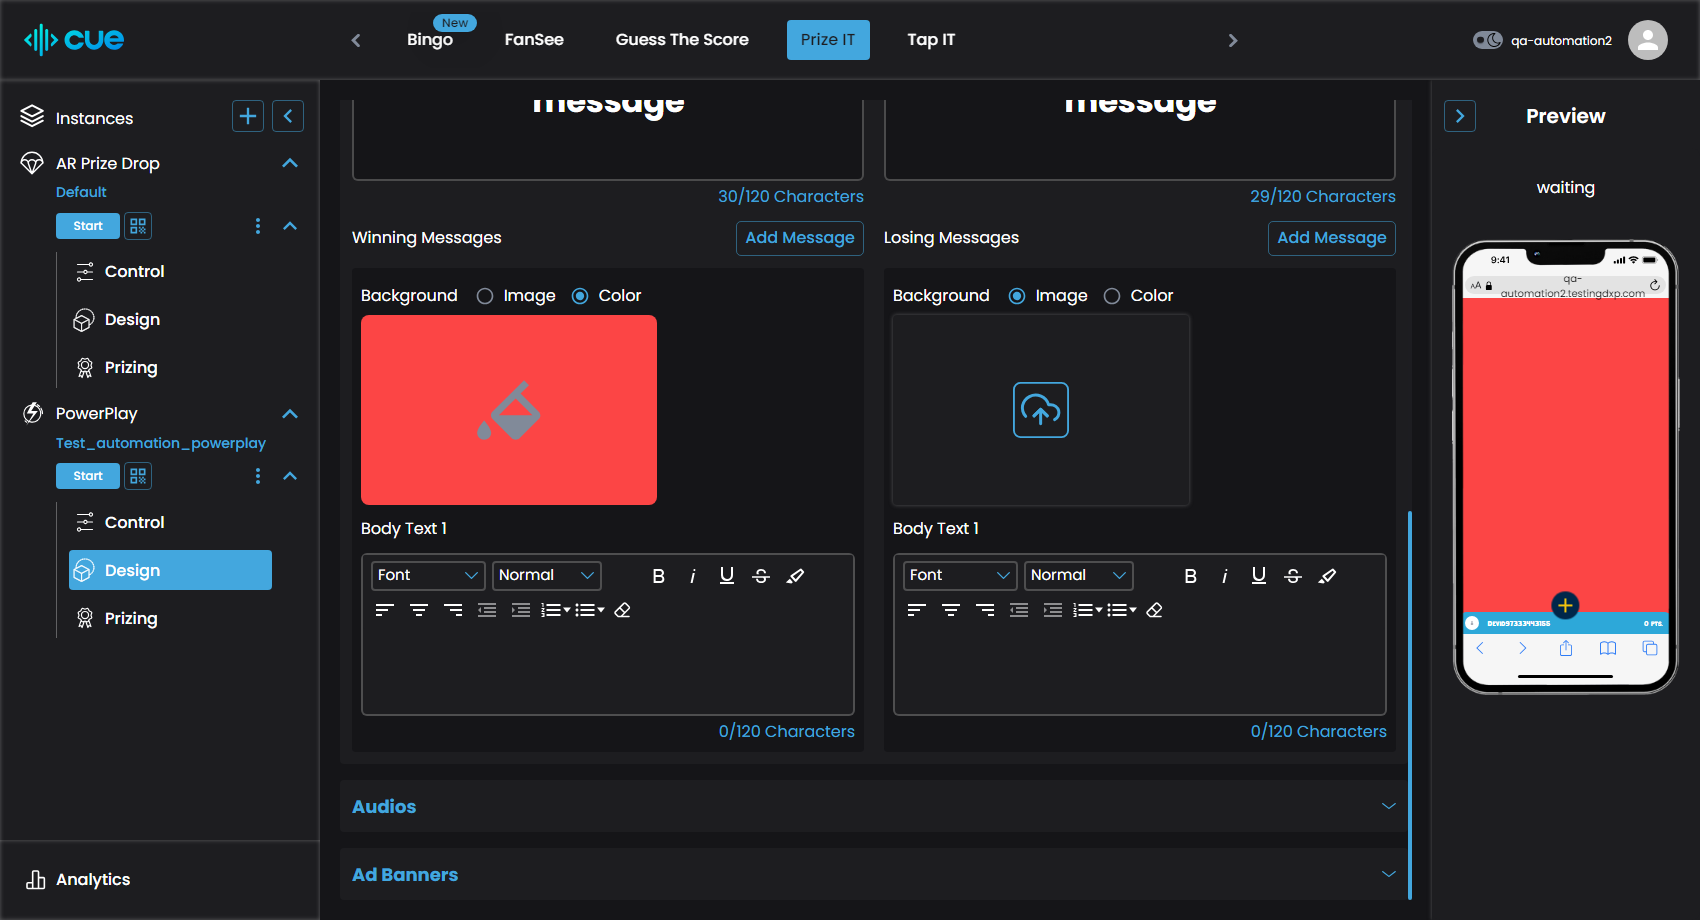 cue
New
Bingo
FanSee
Guess The Score
Prize IT
Tap IT
qa-automation2
Instances
AR Prize Drop
Default
Start
Control
Design
Prizing
PowerPlay
Test_automation_powerplay
Start
Control
Design
Prizing
Analytics
message
30/120 Characters
Winning Messages
Add Message
Background
Image
Color
Body Text 1
Font
Normal
B i U S
0/120 Characters
message
29/120 Characters
Losing Messages
Add Message
Background
Image
Color
Body Text 1
Font
Normal
B i U S
0/120 Characters
Audios
Ad Banners
Preview
waiting
9:41
AA
qa-
automation2.testingdxp.com
0 PTS.